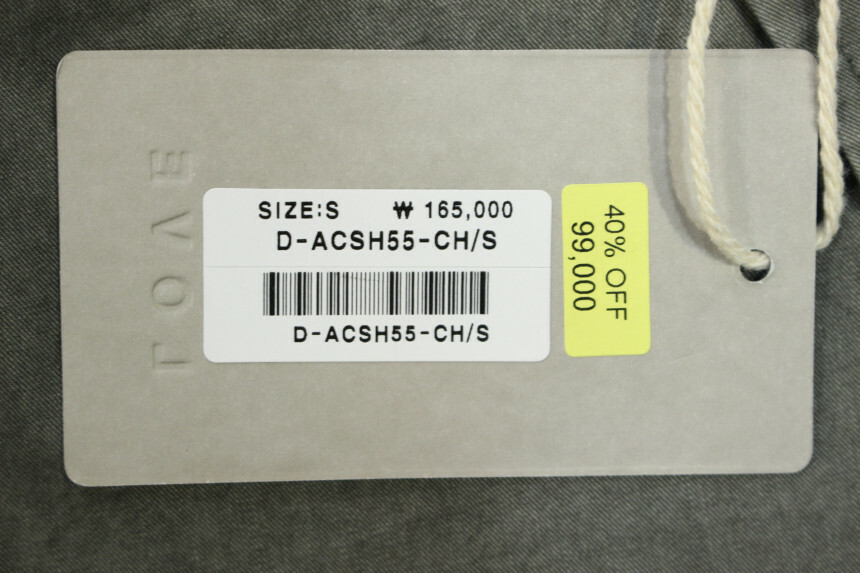 SIZE:S ₩ 165,000
D-ACSH55-CH/S
D-ACSH55-CH/S
40% OFF
99,000